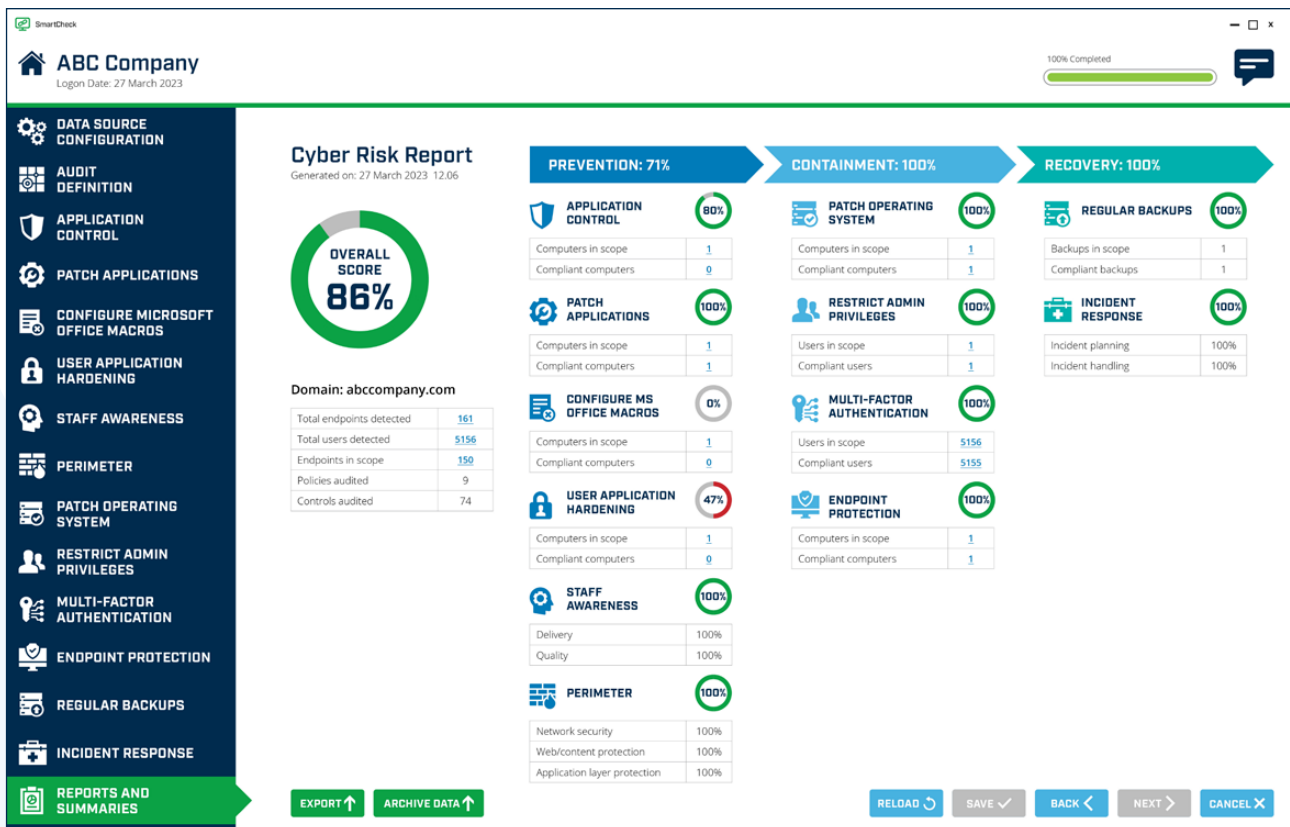 SmartCheck
ABC Company
Logon Date: 27 March 2023
100% Completed
DATA SOURCE
CONFIGURATION
AUDIT
DEFINITION
APPLICATION
CONTROL
PATCH APPLICATIONS
CONFIGURE MICROSOFT
OFFICE MACROS
USER APPLICATION
HARDENING
STAFF AWARENESS
PERIMETER
PATCH OPERATING
SYSTEM
RESTRICT ADMIN
PRIVILEGES
MULTI-FACTOR
AUTHENTICATION
ENDPOINT PROTECTION
REGULAR BACKUPS
INCIDENT RESPONSE
REPORTS AND
SUMMARIES
Cyber Risk Report
Generated on: 27 March 2023 12.06
OVERALL
SCORE
86%
Domain: abccompany.com
Total endpoints detected 161
Total users detected 5156
Endpoints in scope 150
Policies audited 9
Controls audited 74
PREVENTION: 71%
APPLICATION
CONTROL
80%
Computers in scope 1
Compliant computers 0
PATCH
APPLICATIONS
100%
Computers in scope 1
Compliant computers 1
CONFIGURE MS
OFFICE MACROS
0%
Computers in scope 1
Compliant computers 0
USER APPLICATION
HARDENING
47%
Computers in scope 1
Compliant computers 0
STAFF
AWARENESS
100%
Delivery 100%
Quality 100%
PERIMETER
100%
Network security 100%
Web/content protection 100%
Application layer protection 100%
CONTAINMENT: 100%
PATCH OPERATING
SYSTEM
100%
Computers in scope 1
Compliant computers 1
RESTRICT ADMIN
PRIVILEGES
100%
Users in scope 1
Compliant users 1
MULTI-FACTOR
AUTHENTICATION
100%
Users in scope 5156
Compliant users 5155
ENDPOINT
PROTECTION
100%
Computers in scope 1
Compliant computers 1
RECOVERY: 100%
REGULAR BACKUPS
100%
Backups in scope 1
Compliant backups 1
INCIDENT
RESPONSE
100%
Incident planning 100%
Incident handling 100%
EXPORT
ARCHIVE DATA
RELOAD
SAVE
BACK
NEXT
CANCEL